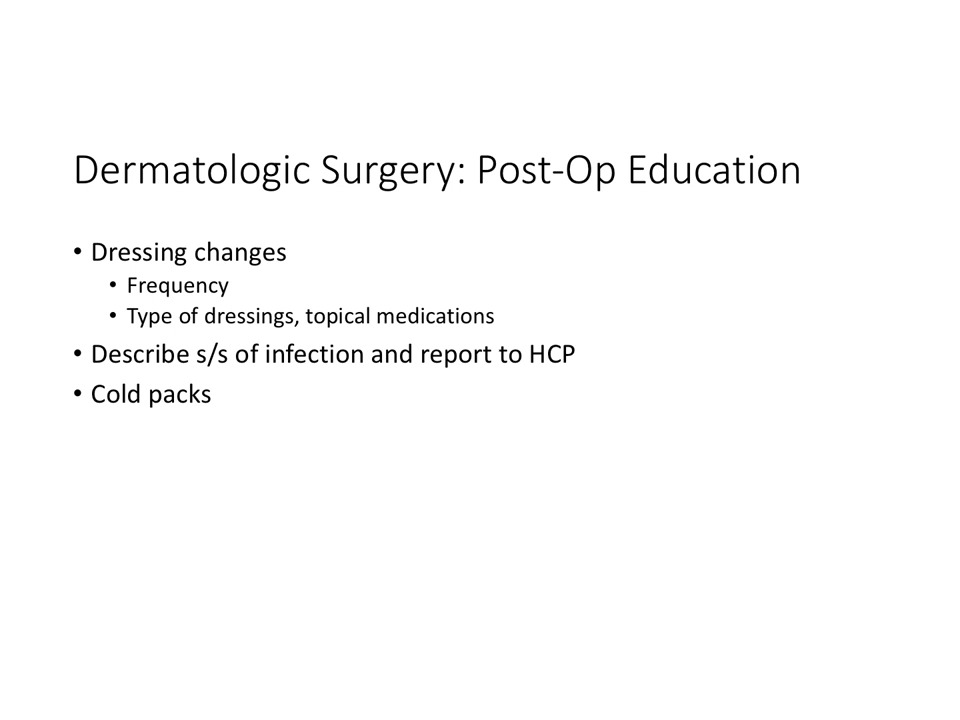 Dermatologic Surgery: Post-Op Education
• Dressing changes
• Frequency
• Type of dressings, topical medications
• Describe s/s of infection and report to HCP
• Cold packs